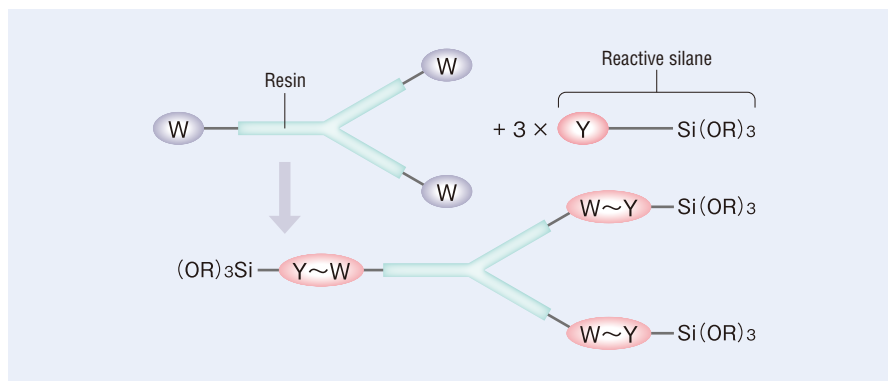 Resin
Reactive silane
W
W
+ 3 × Y Si(OR)3
W
W～Y Si(OR)3
(OR)3Si Y～W
W～Y Si(OR)3